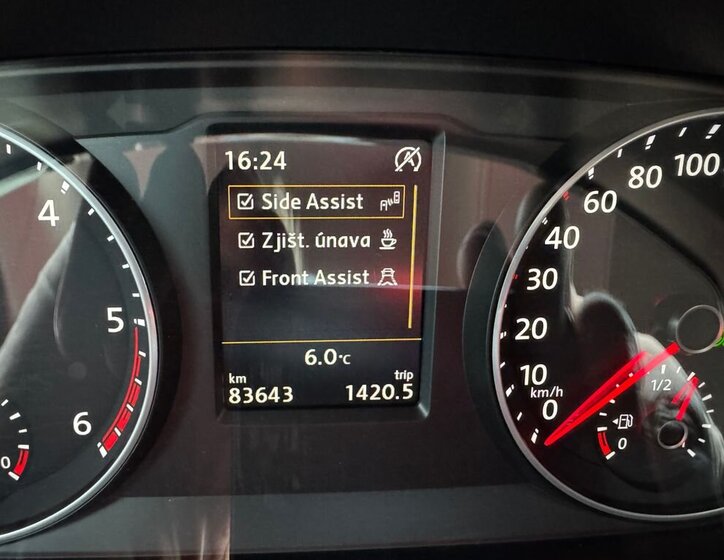 16:24
Side Assist
Zjišt. únava
Front Assist
6.0°C
km
trip
83643
1420.5
4
5
6
0
100
80
60
40
30
20
10
km/h
0
1/2
0